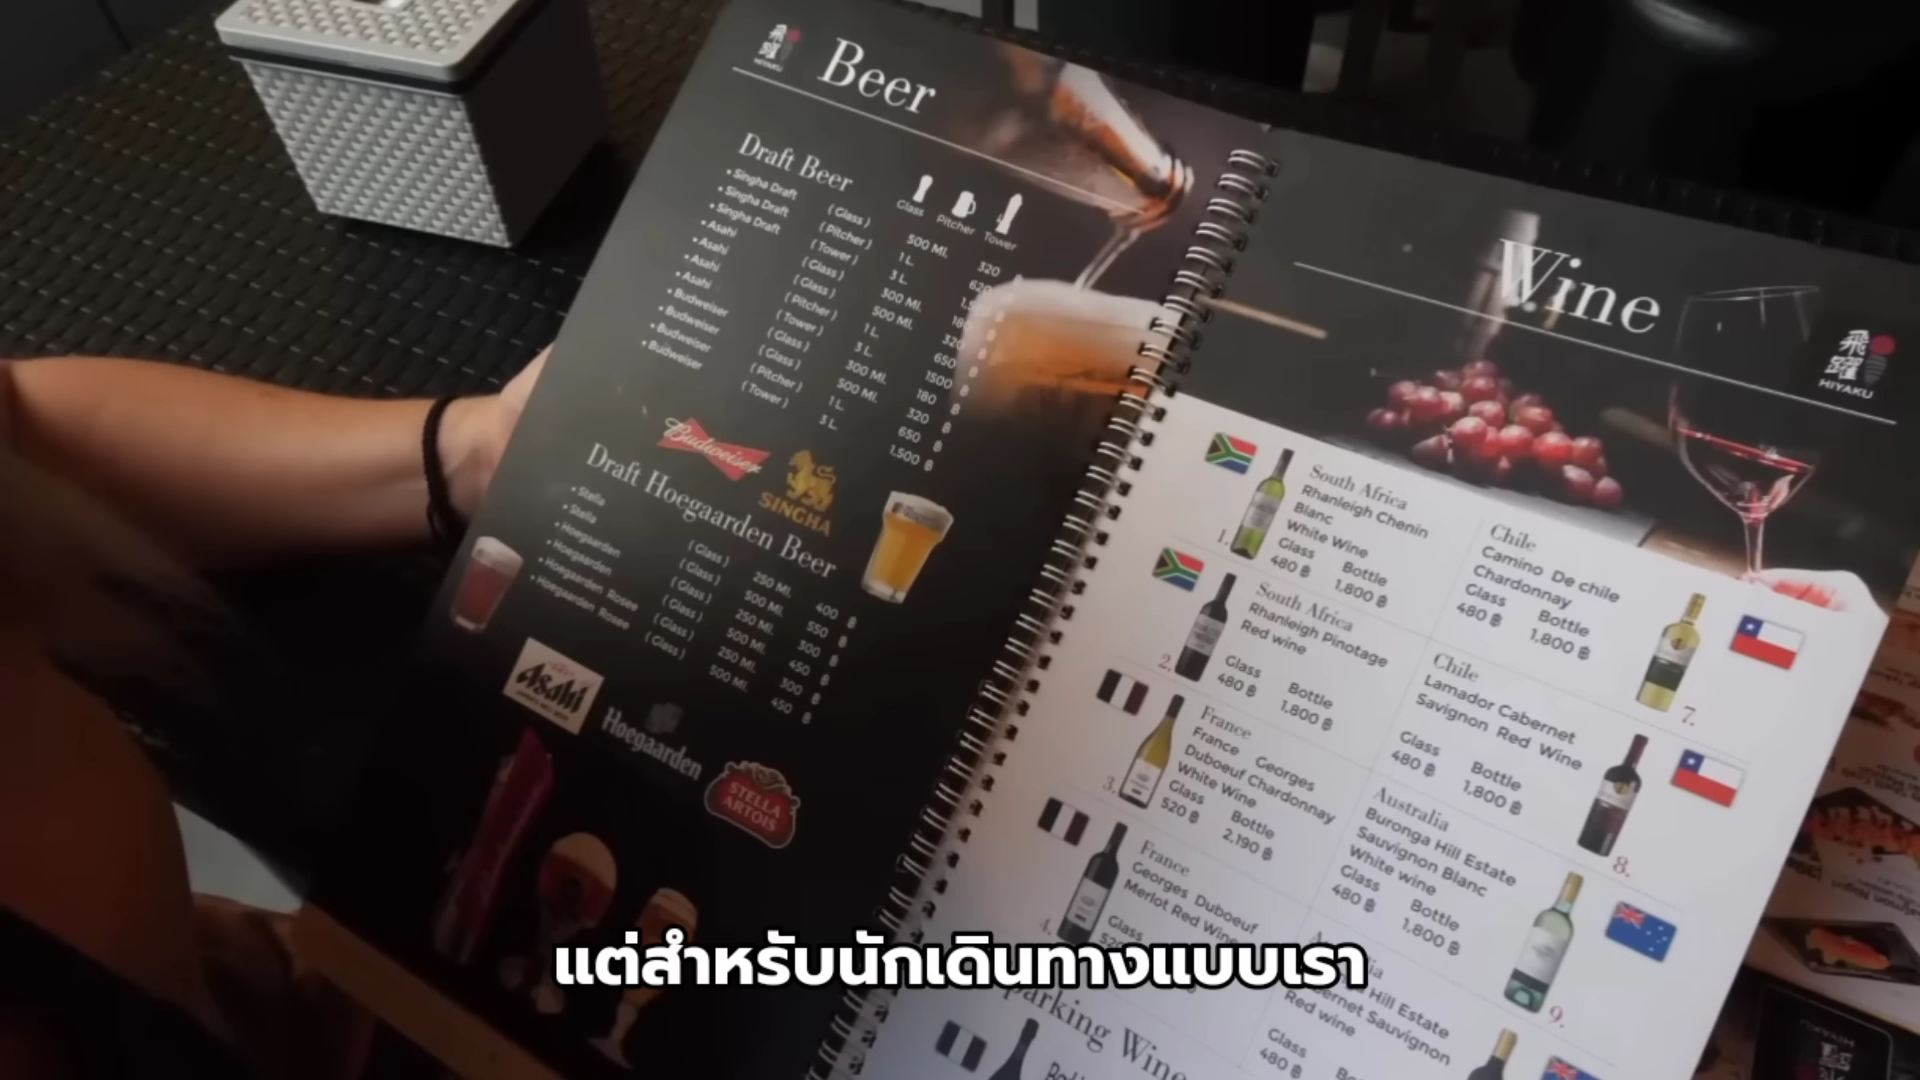 飛躍
HIYAKU
Beer
Draft Beer
Glass Pitcher Tower
• Singha Draft ( Glass ) 500 Ml. 320 ฿
• Singha Draft ( Pitcher ) 1 L.
• Singha Draft ( Tower ) 3 L.
• Asahi ( Glass ) 300 Ml.
• Asahi ( Glass ) 500 Ml. 320
• Asahi ( Pitcher ) 1 L. 650 ฿
• Asahi ( Tower ) 3 L. 1500 ฿
• Budweiser ( Glass ) 300 Ml. 180 ฿
• Budweiser ( Glass ) 500 Ml. 320 ฿
• Budweiser ( Pitcher ) 1 L. 650 ฿
• Budweiser ( Tower ) 3 L. 1,500 ฿
Budweiser
SINGHA
Draft Hoegaarden Beer
• Stella ( Glass ) 250 Ml. 400 ฿
• Stella ( Glass ) 500 Ml. 550 ฿
• Hoegaarden ( Glass ) 250 Ml. 300 ฿
• Hoegaarden ( Glass ) 500 Ml. 450 ฿
• Hoegaarden Rosee ( Glass ) 250 Ml. 300 ฿
• Hoegaarden Rosee ( Glass ) 500 Ml. 450 ฿
Asahi
Hoegaarden
STELLA
ARTOIS
Wine
飛躍
HIYAKU
1.
South Africa
Rhanleigh Chenin
Blanc
White Wine
Glass Bottle
480 ฿ 1,800 ฿
2.
South Africa
Rhanleigh Pinotage
Red wine
Glass Bottle
480 ฿ 1,800 ฿
3.
France
France Georges
Duboeuf Chardonnay
White Wine
Glass Bottle
520 ฿ 2,190 ฿
4.
France
Georges Duboeuf
Merlot Red Wine
Glass
Chile
Camino De chile
Chardonnay
Glass Bottle
480 ฿ 1,800 ฿
7.
Chile
Lamador Cabernet
Savignon Red Wine
Glass Bottle
480 ฿ 1,800 ฿
8.
Australia
Buronga Hill Estate
Sauvignon Blanc
White wine
Glass Bottle
480 ฿ 1,800 ฿
9.
Hill Estate
Sauvignon
Red wine
Glass
480 ฿
แต่สำหรับนักเดินทางแบบเรา